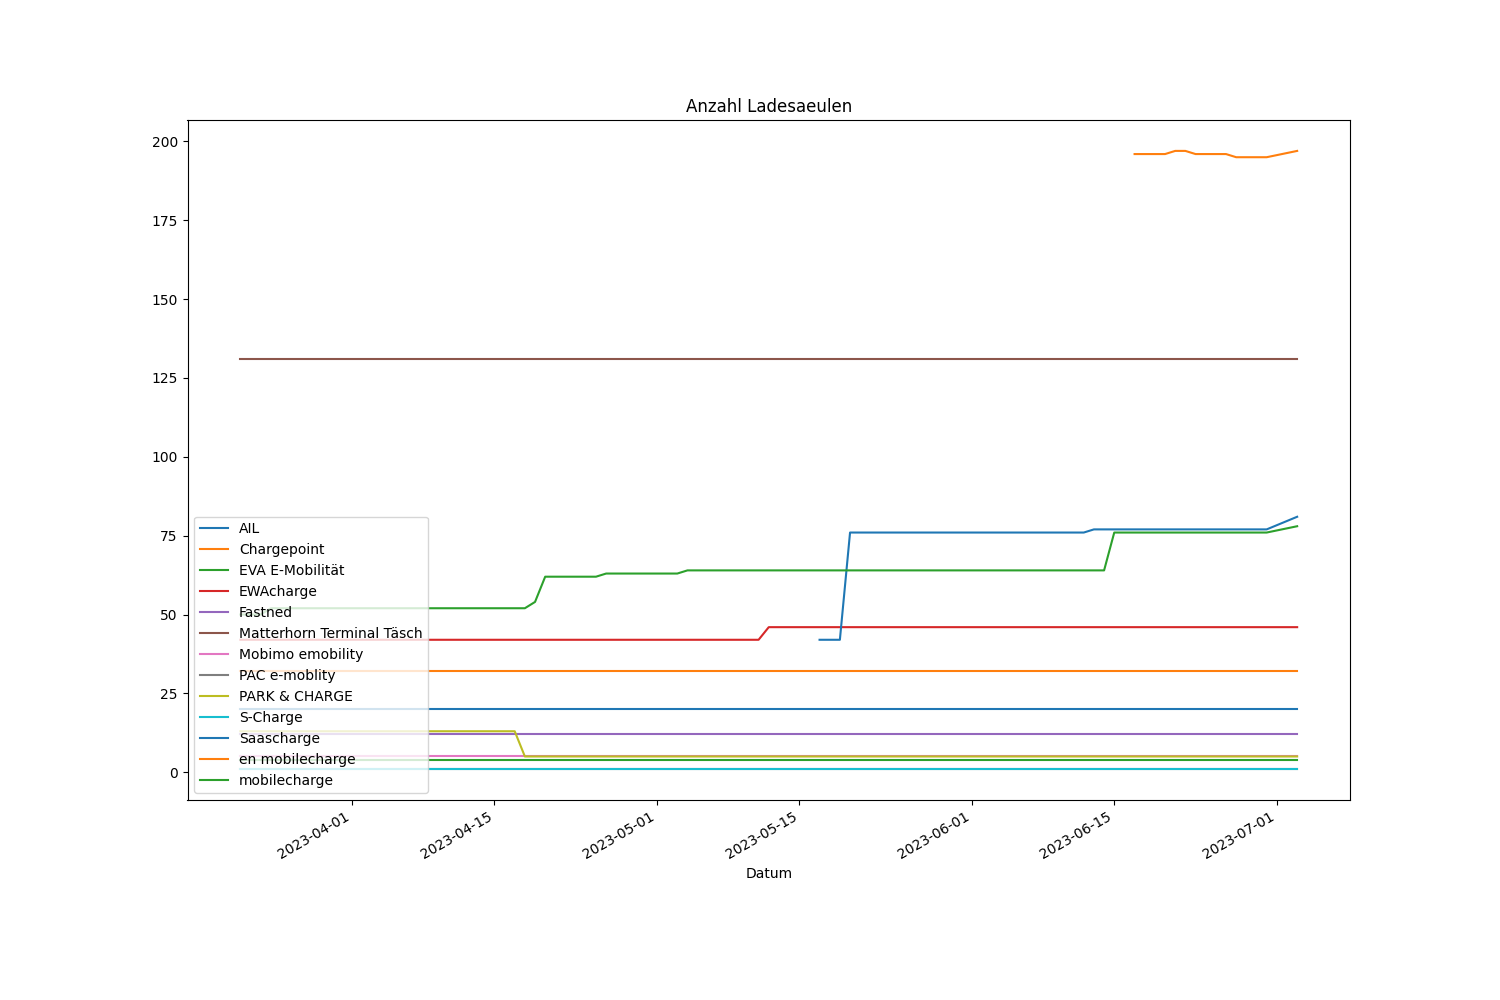 Anzahl Ladesaeulen
200
175
150
125
100
75
50
25
0
AIL
Chargepoint
EVA E-Mobilität
EWAcharge
Fastned
Matterhorn Terminal Täsch
Mobimo emobility
PAC e-moblity
PARK & CHARGE
S-Charge
Saascharge
en mobilecharge
mobilecharge
2023-04-01
2023-04-15
2023-05-01
2023-05-15
2023-06-01
2023-06-15
2023-07-01
Datum